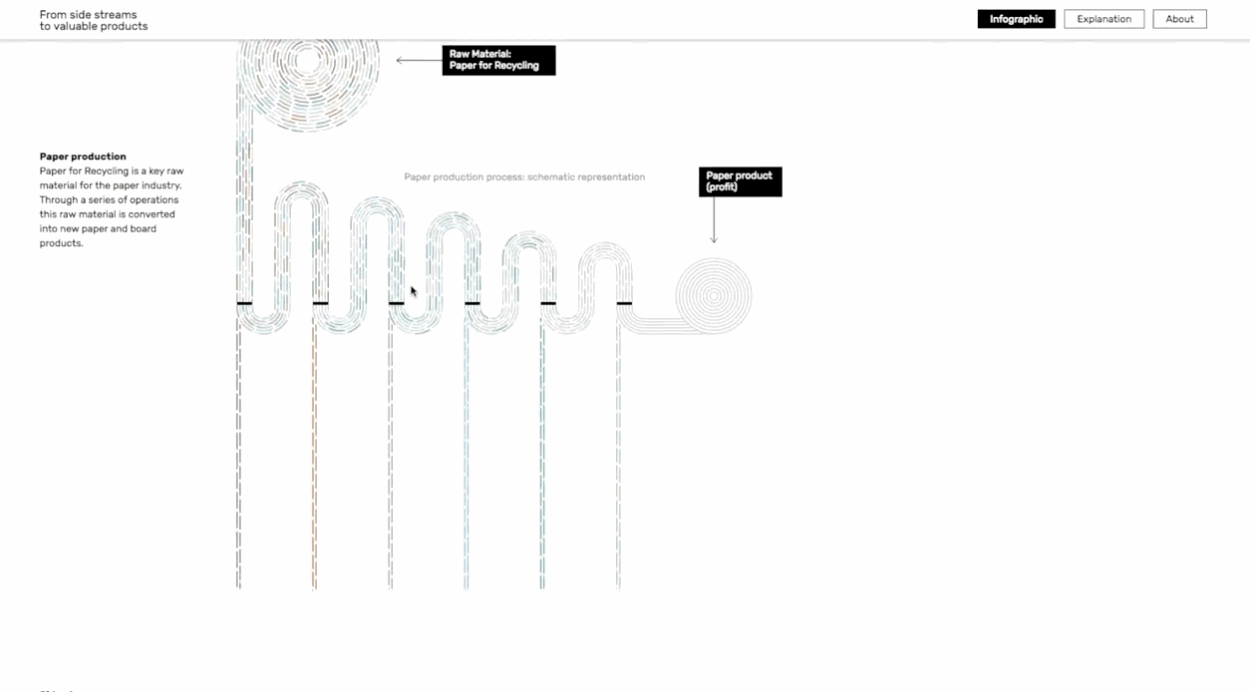 From side streams
to valuable products
Infographic
Explanation
About
Raw Material:
Paper for Recycling
Paper production
Paper for Recycling is a key raw
material for the paper industry.
Through a series of operations
this raw material is converted
into new paper and board
products.
Paper production process: schematic representation
Paper product
(profit)